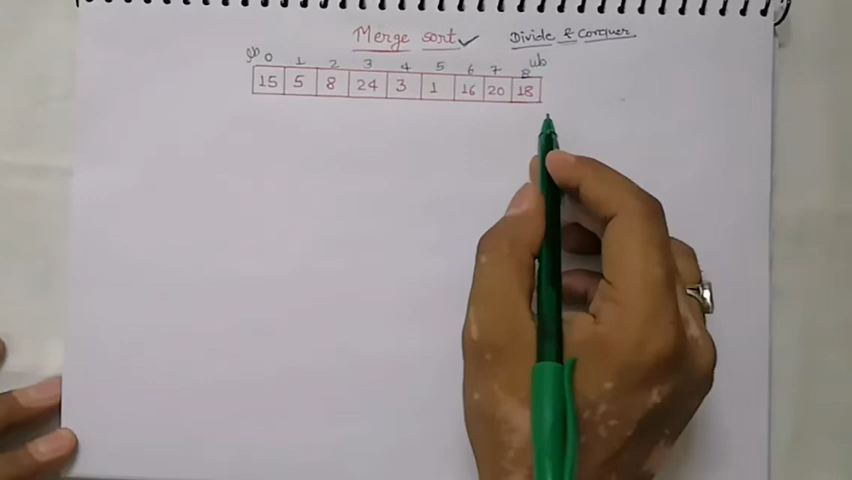 Merge sort ✓ Divide & Conquer
lb 0 1 2 3 4 5 6 7 8 ub
15 5 8 24 3 1 16 20 18